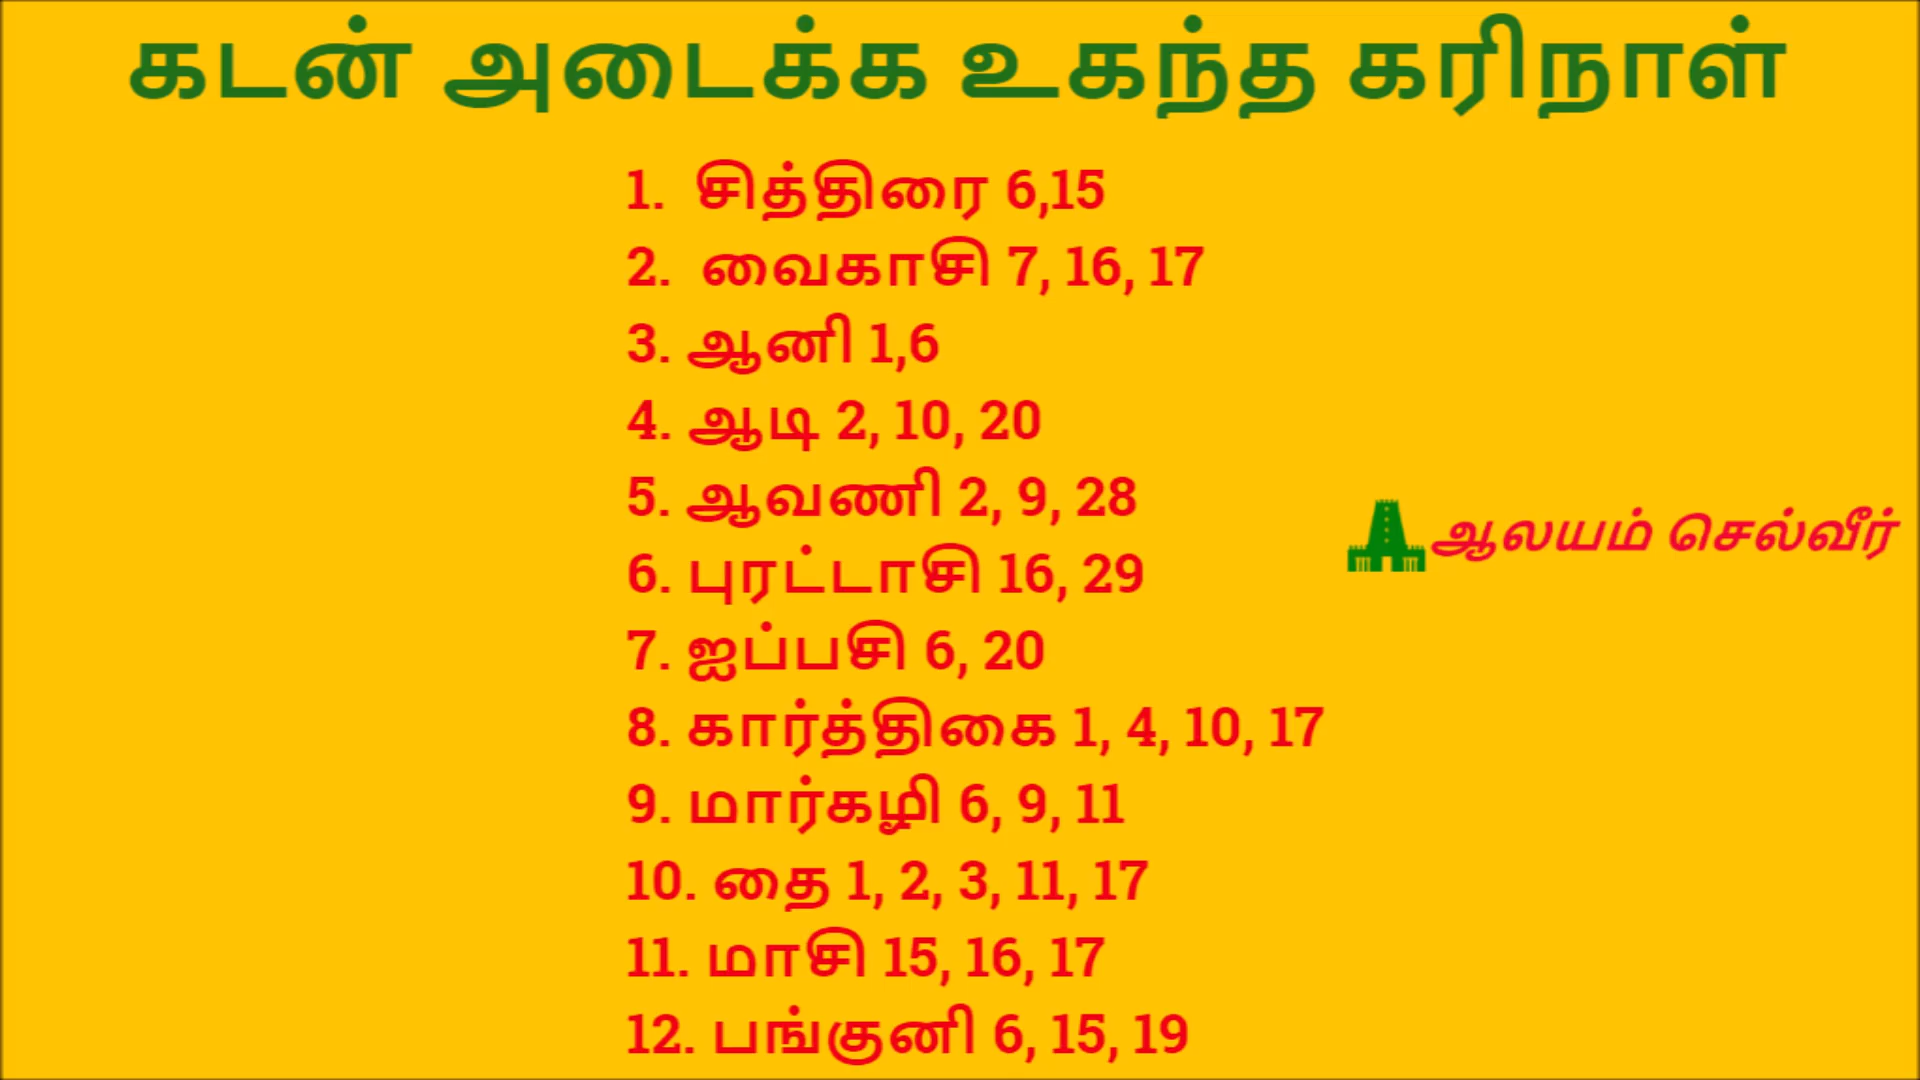 கடன் அடைக்க உகந்த கரிநாள்
1. சித்திரை 6,15
2. வைகாசி 7, 16, 17
3. ஆனி 1,6
4. ஆடி 2, 10, 20
5. ஆவணி 2, 9, 28
ஆலயம் செல்வீர்
6. புரட்டாசி 16, 29
7. ஐப்பசி 6, 20
8. கார்த்திகை 1, 4, 10, 17
9. மார்கழி 6, 9, 11
10. தை 1, 2, 3, 11, 17
11. மாசி 15, 16, 17
12. பங்குனி 6, 15, 19